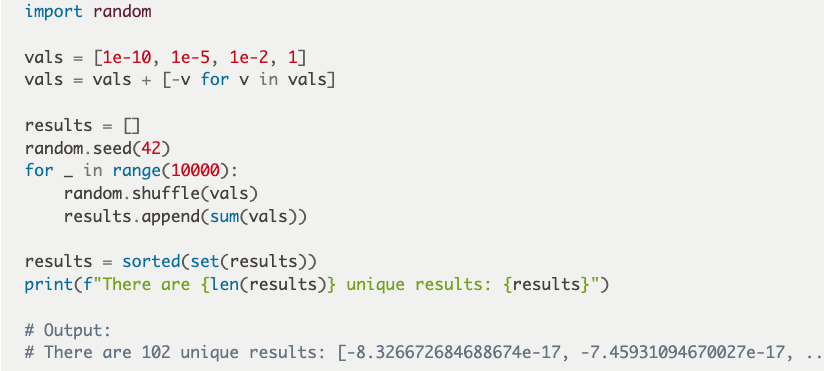 import random

vals = [1e-10, 1e-5, 1e-2, 1]
vals = vals + [-v for v in vals]

results = []
random.seed(42)
for _ in range(10000):
    random.shuffle(vals)
    results.append(sum(vals))

results = sorted(set(results))
print(f"There are {len(results)} unique results: {results}")

# Output:
# There are 102 unique results: [-8.326672684688674e-17, -7.45931094670027e-17, ..